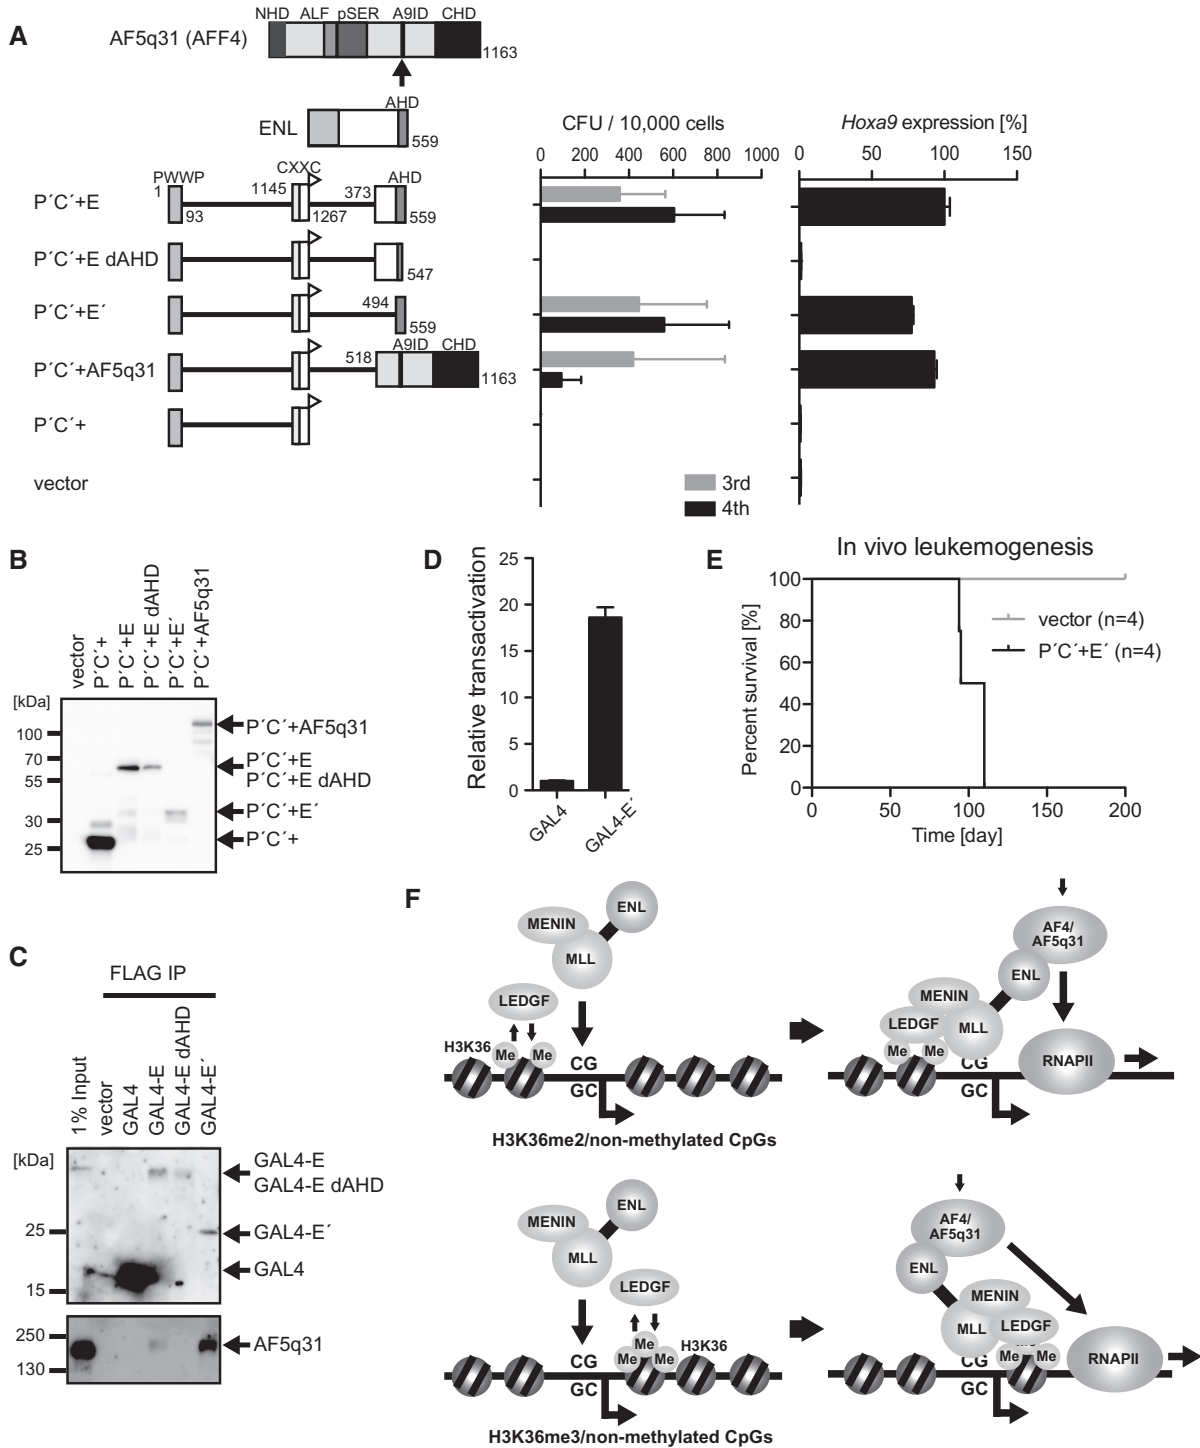 A
NHD ALF pSER A9ID CHD
AF5q31 (AFF4)
1163
AHD
ENL
559
CFU / 10,000 cells
0 200 400 600 800 1000
Hoxa9 expression [%]
0 50 100 150
PWWP CXXC AHD
P´C´+E
1 93 1145 1267 373 559
P´C´+E dAHD
547
P´C´+E´
494 559
P´C´+AF5q31
518 A9ID CHD 1163
P´C´+
vector
3rd
4th
B
vector
P´C´+
P´C´+E
P´C´+E dAHD
P´C´+E´
P´C´+AF5q31
[kDa]
100
70
55
30
25
P´C´+AF5q31
P´C´+E
P´C´+E dAHD
P´C´+E´
P´C´+
D
Relative transactivation
25
20
15
10
5
0
GAL4
GAL4-E´
E
In vivo leukemogenesis
Percent survival [%]
100
80
60
40
20
0
0 50 100 150 200
Time [day]
vector (n=4)
P´C´+E´ (n=4)
C
FLAG IP
1% Input
vector
GAL4
GAL4-E
GAL4-E dAHD
GAL4-E´
[kDa]
25
15
250
130
GAL4-E
GAL4-E dAHD
GAL4-E´
GAL4
AF5q31
F
MENIN
ENL
MLL
LEDGF
H3K36
Me
Me
CG
GC
H3K36me2/non-methylated CpGs
AF4/
AF5q31
ENL
MENIN
LEDGF
MLL
Me
Me
CG
GC
RNAPII
MENIN
ENL
MLL
LEDGF
Me
Me
Me
H3K36
CG
GC
H3K36me3/non-methylated CpGs
AF4/
AF5q31
ENL
MENIN
MLL
LEDGF
Me
Me
Me
CG
GC
RNAPII